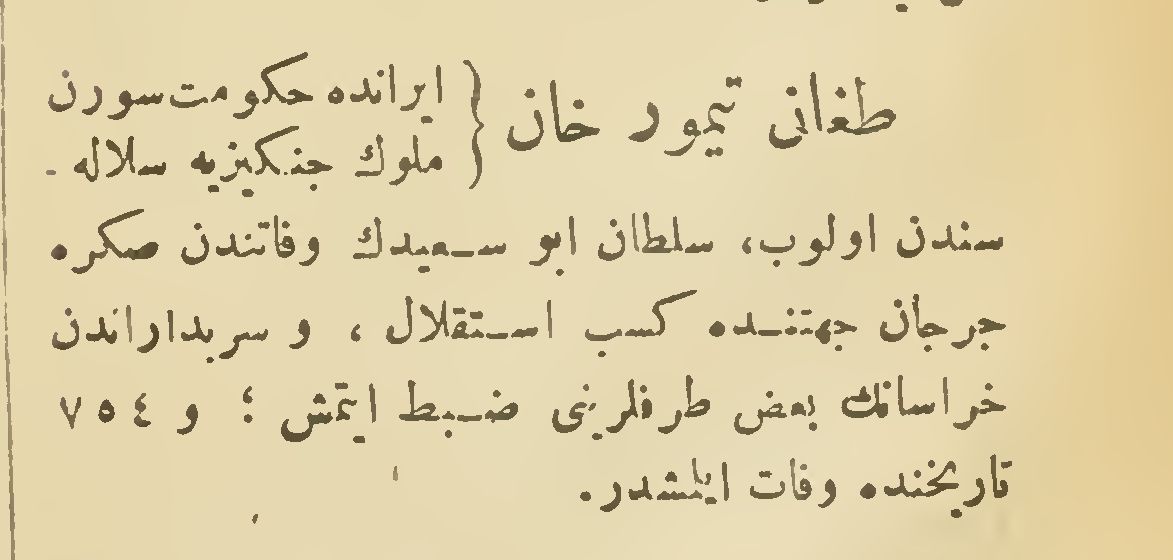 طغانی تیمور خان { ایرانده حکومت سورن
ملوك جنکیزیه سلاله -
سندن اولوب، سلطان ابو سعیدك وفاتندن صکره
جرجان جهتنده کسب استقلال ، و سربداراندن
خراسانك بعض طرفلرینی ضبط ایتمش ؛ و ٧٥٤
تاریخنده وفات ایلمشدر.